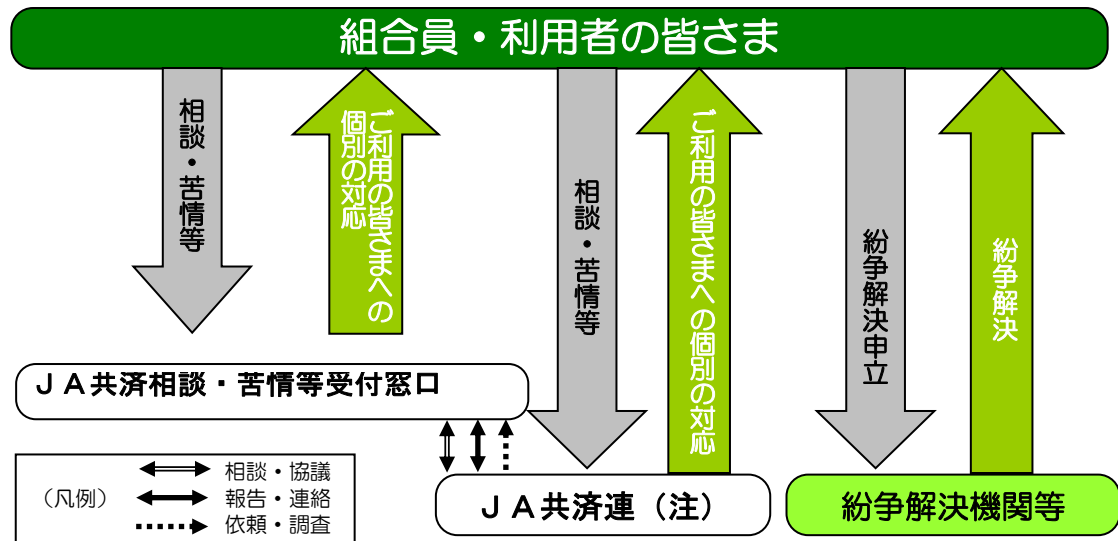 組合員・利用者の皆さま
相談・苦情等
ご利用の皆さまへの
個別の対応
相談・苦情等
ご利用の皆さまへの個別の対応
紛争解決申立
紛争解決
JA共済相談・苦情等受付窓口
(凡例)
相談・協議
報告・連絡
依頼・調査
JA共済連(注)
紛争解決機関等